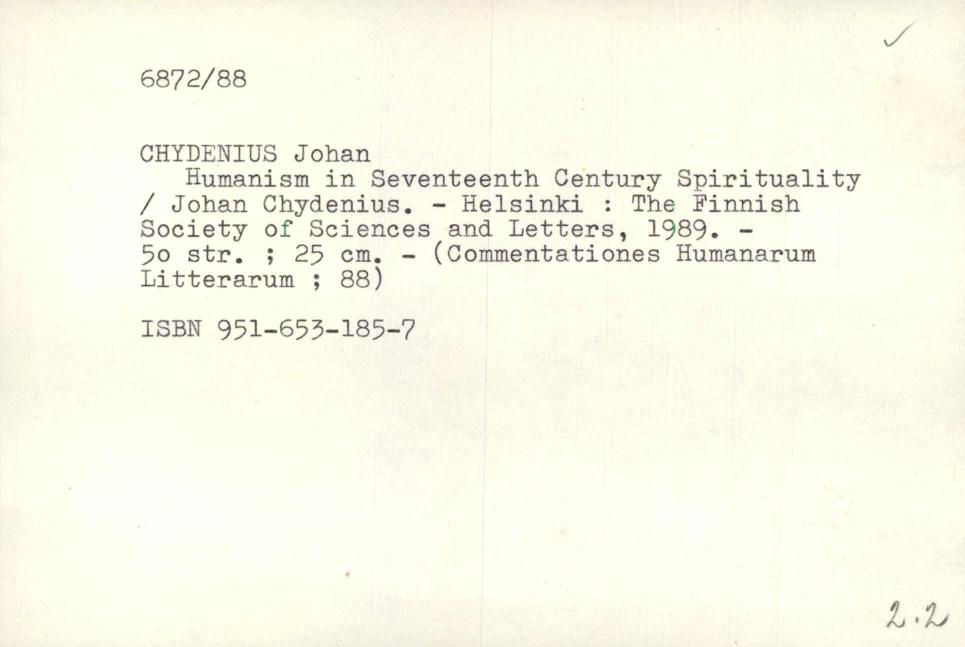 6872/88
CHYDENIUS Johan
Humanism in Seventeenth Century Spirituality
/ Johan Chydenius. - Helsinki : The Finnish
Society of Sciences and Letters, 1989. -
5o str. ; 25 cm. - (Commentationes Humanarum
Litterarum ; 88)
ISBN 951-653-185-7
2.2